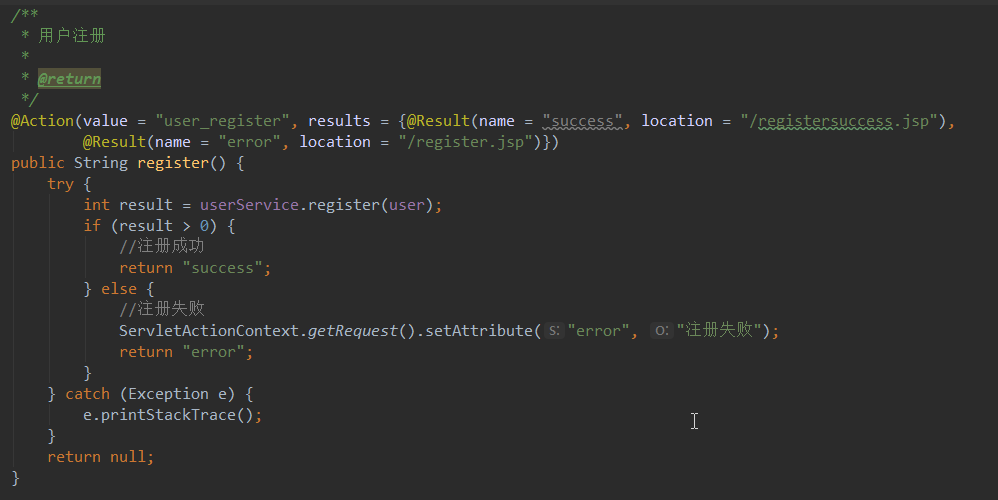 /**
 * 用户注册
 *
 * @return
 */
@Action(value = "user_register", results = {@Result(name = "success", location = "/registersuccess.jsp"),
        @Result(name = "error", location = "/register.jsp")})
public String register() {
    try {
        int result = userService.register(user);
        if (result > 0) {
            //注册成功
            return "success";
        } else {
            //注册失败
            ServletActionContext.getRequest().setAttribute( s: "error", o: "注册失败");
            return "error";
        }
    } catch (Exception e) {
        e.printStackTrace();
    }
    return null;
}